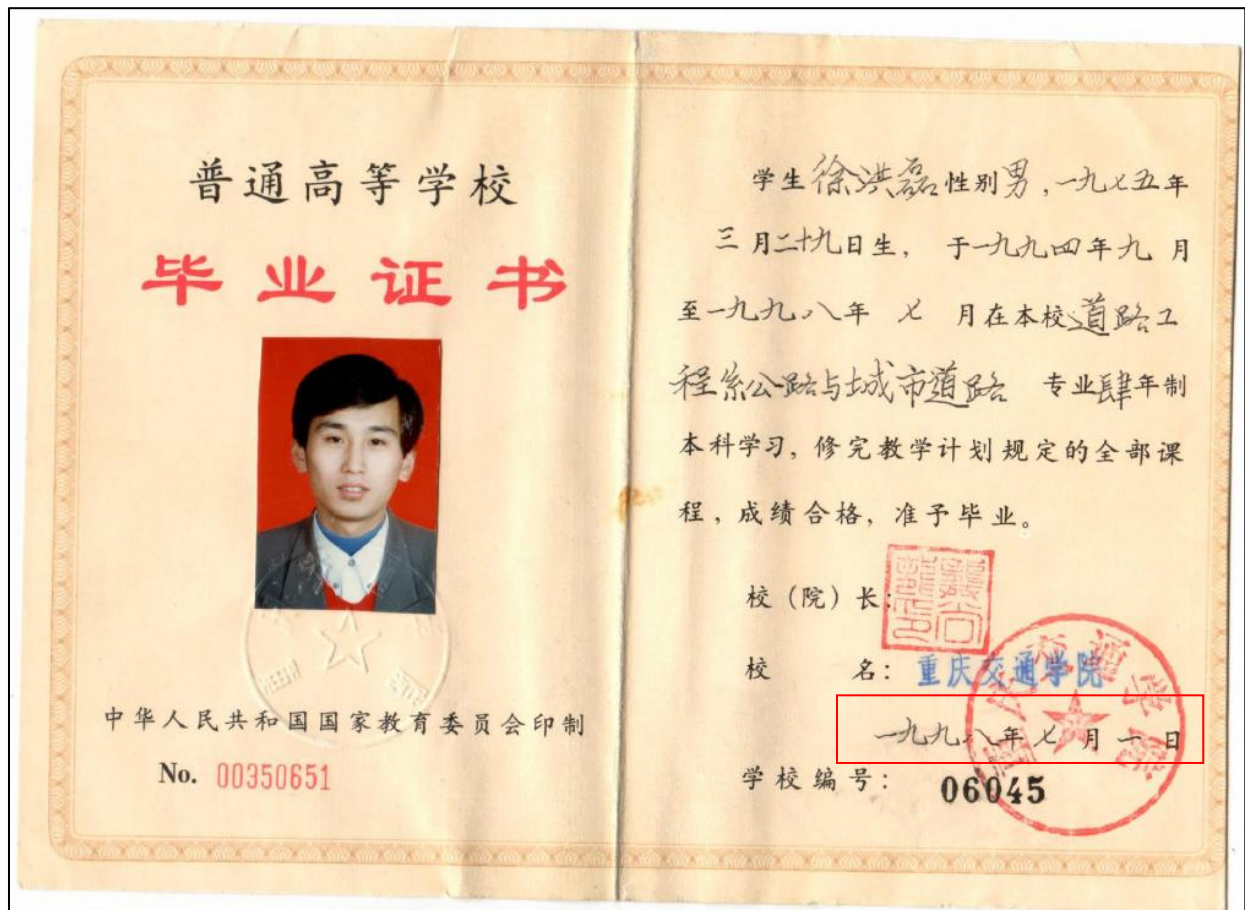 普通高等学校
毕业证书
中华人民共和国国家教育委员会印制
No. 00350651
学生徐洪磊性别男,一九七五年
三月二十九日生, 于一九九四年九月
至一九九八年 七 月在本校道路工
程系公路与城市道路 专业肆年制
本科学习, 修完教学计划规定的全部课
程, 成绩合格, 准予毕业。
校(院)长:
校 名: 重庆交通学院
一九九八年七月一日
学校编号: 06045
重庆交通学院